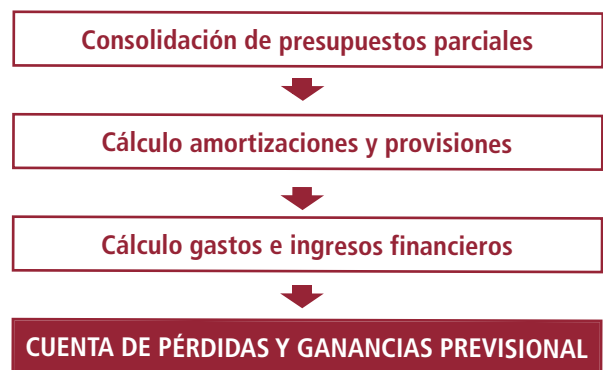 Consolidación de presupuestos parciales
Cálculo amortizaciones y provisiones
Cálculo gastos e ingresos financieros
CUENTA DE PÉRDIDAS Y GANANCIAS PREVISIONAL